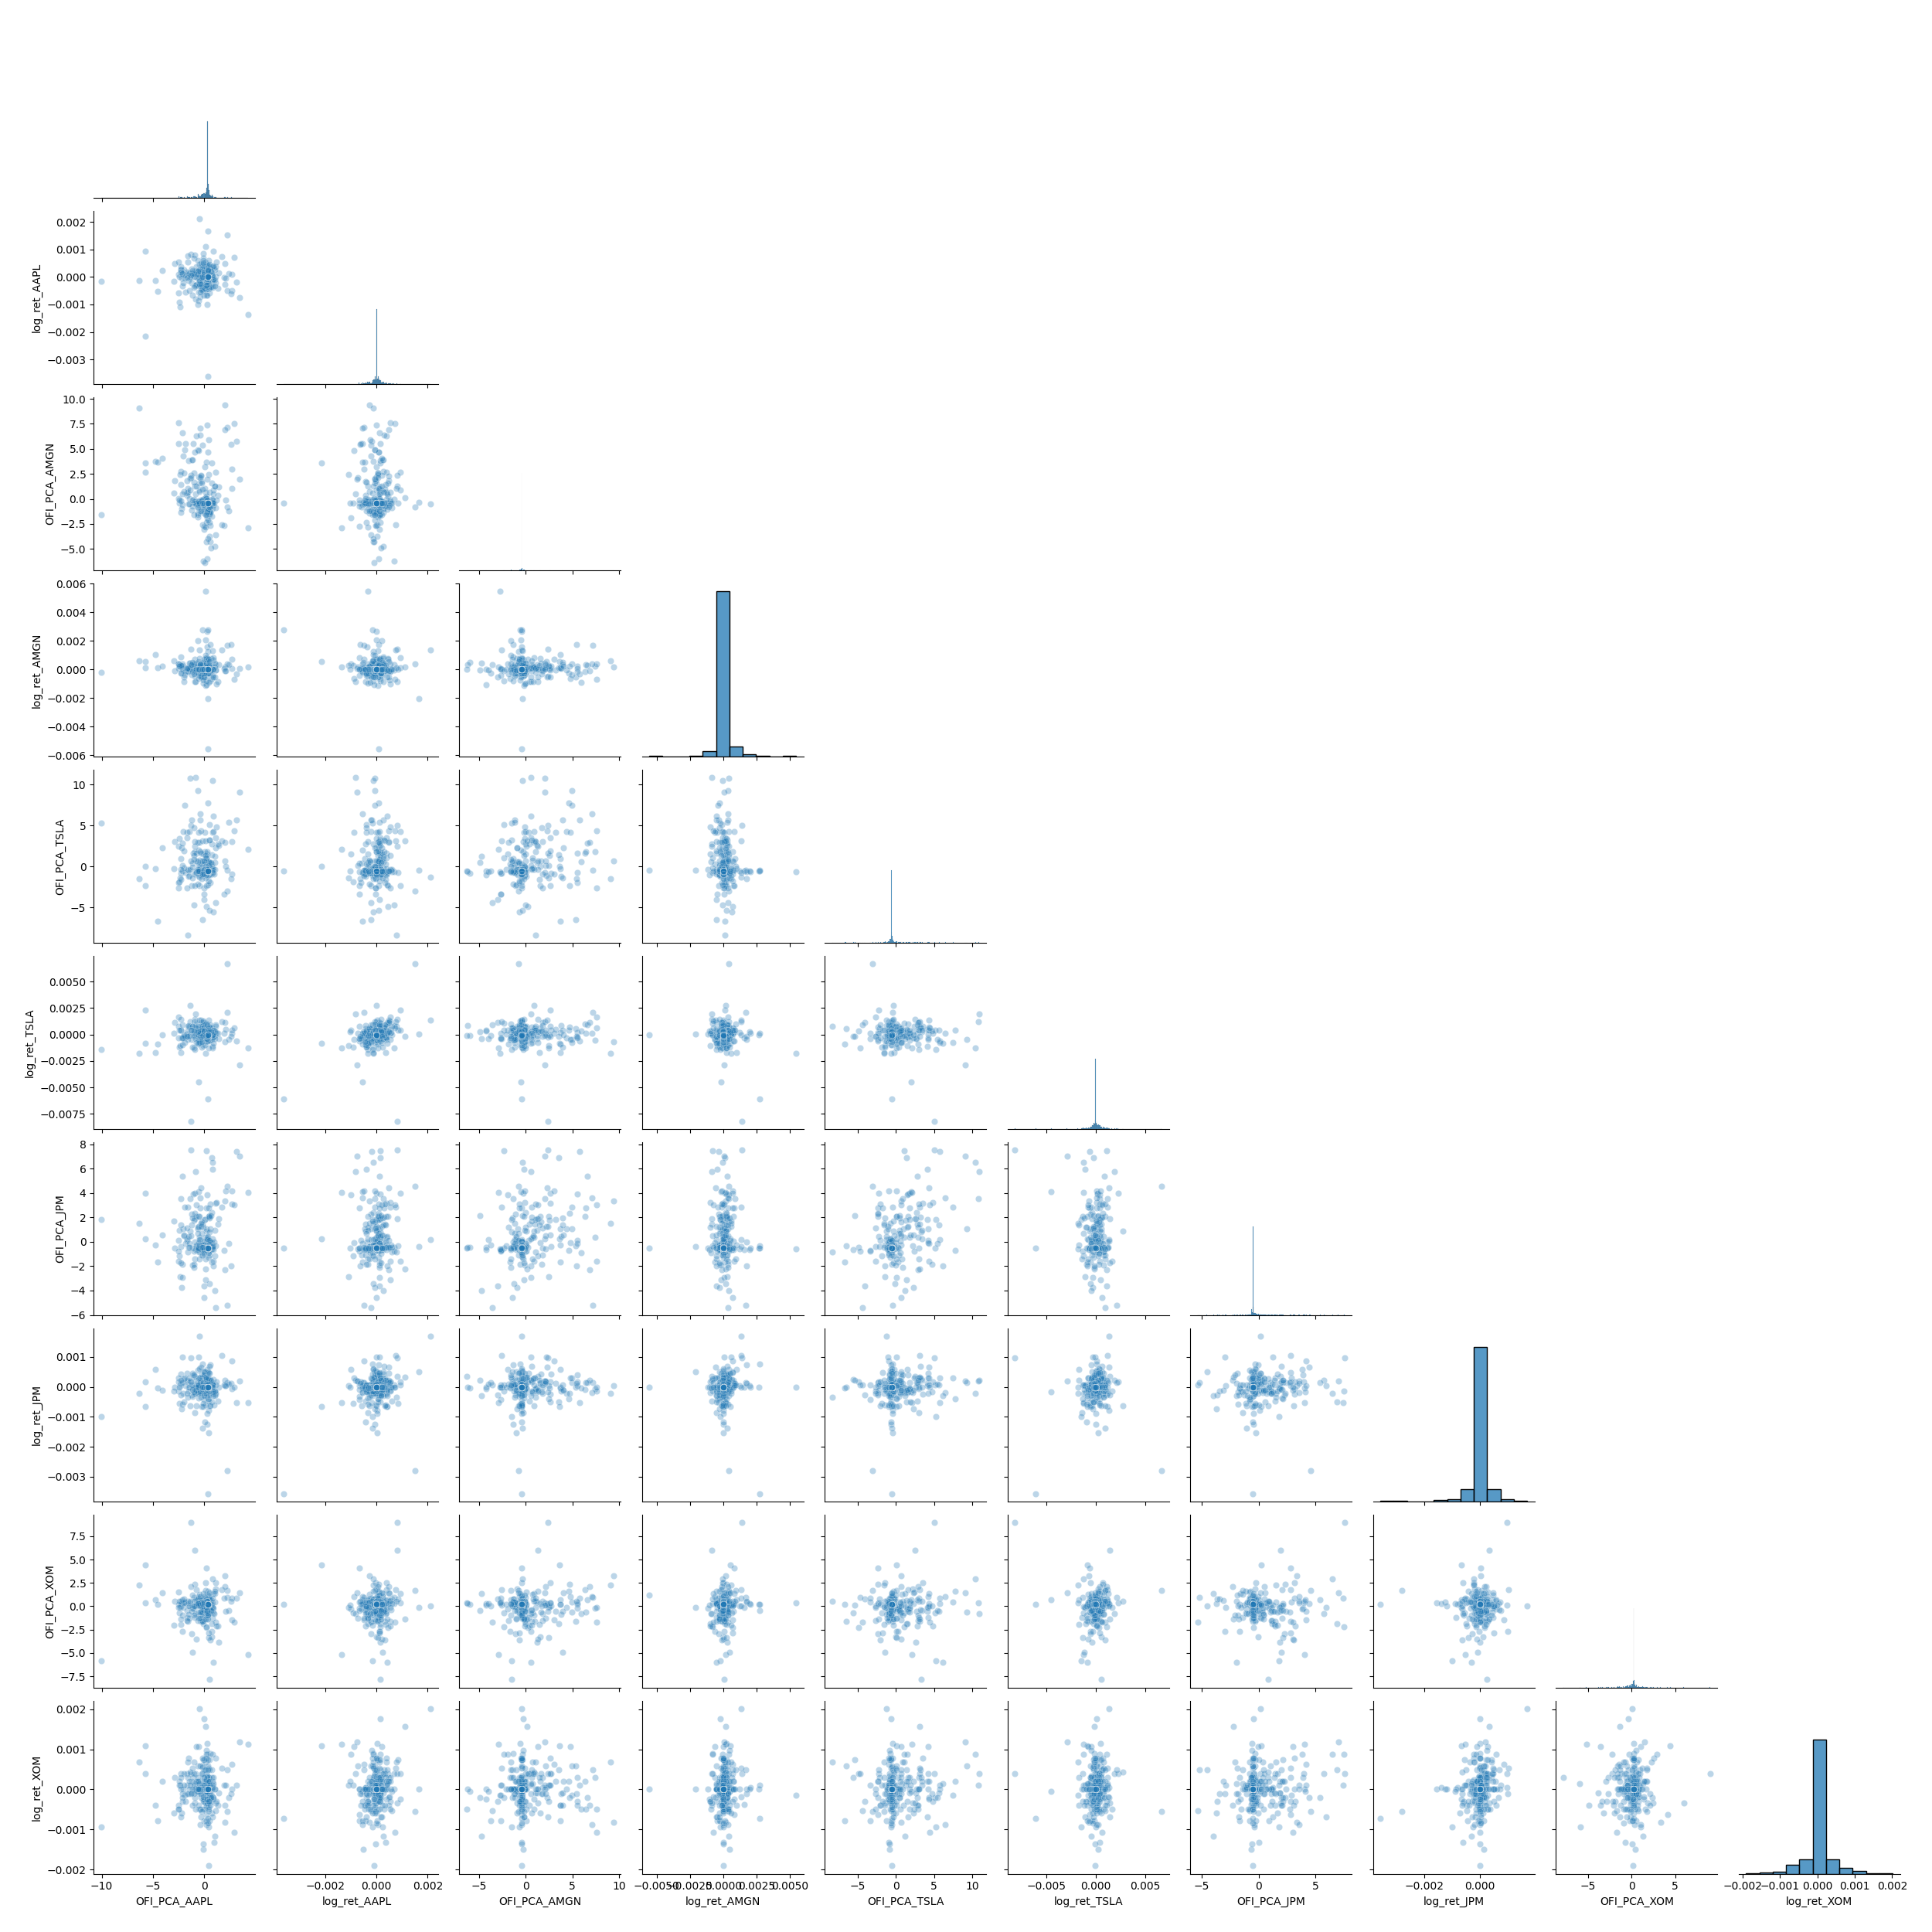 log_ret_AAPL
0.002
0.001
0.000
−0.001
−0.002
−0.003
OFI_PCA_AMGN
10.0
7.5
5.0
2.5
0.0
−2.5
−5.0
log_ret_AMGN
0.006
0.004
0.002
0.000
−0.002
−0.004
−0.006
OFI_PCA_TSLA
10
5
0
−5
log_ret_TSLA
0.0050
0.0025
0.0000
−0.0025
−0.0050
−0.0075
OFI_PCA_JPM
8
6
4
2
0
−2
−4
−6
log_ret_JPM
0.001
0.000
−0.001
−0.002
−0.003
OFI_PCA_XOM
7.5
5.0
2.5
0.0
−2.5
−5.0
−7.5
log_ret_XOM
0.002
0.001
0.000
−0.001
−0.002
−10 −5 0
OFI_PCA_AAPL
−0.002 0.000 0.002
log_ret_AAPL
−5 0 5 10
OFI_PCA_AMGN
−0.0050 −0.0025 0.0000 0.0025 0.0050
log_ret_AMGN
−5 0 5 10
OFI_PCA_TSLA
−0.005 0.000 0.005
log_ret_TSLA
−5 0 5
OFI_PCA_JPM
−0.002 0.000
log_ret_JPM
−5 0 5
OFI_PCA_XOM
−0.002 −0.001 0.000 0.001 0.002
log_ret_XOM